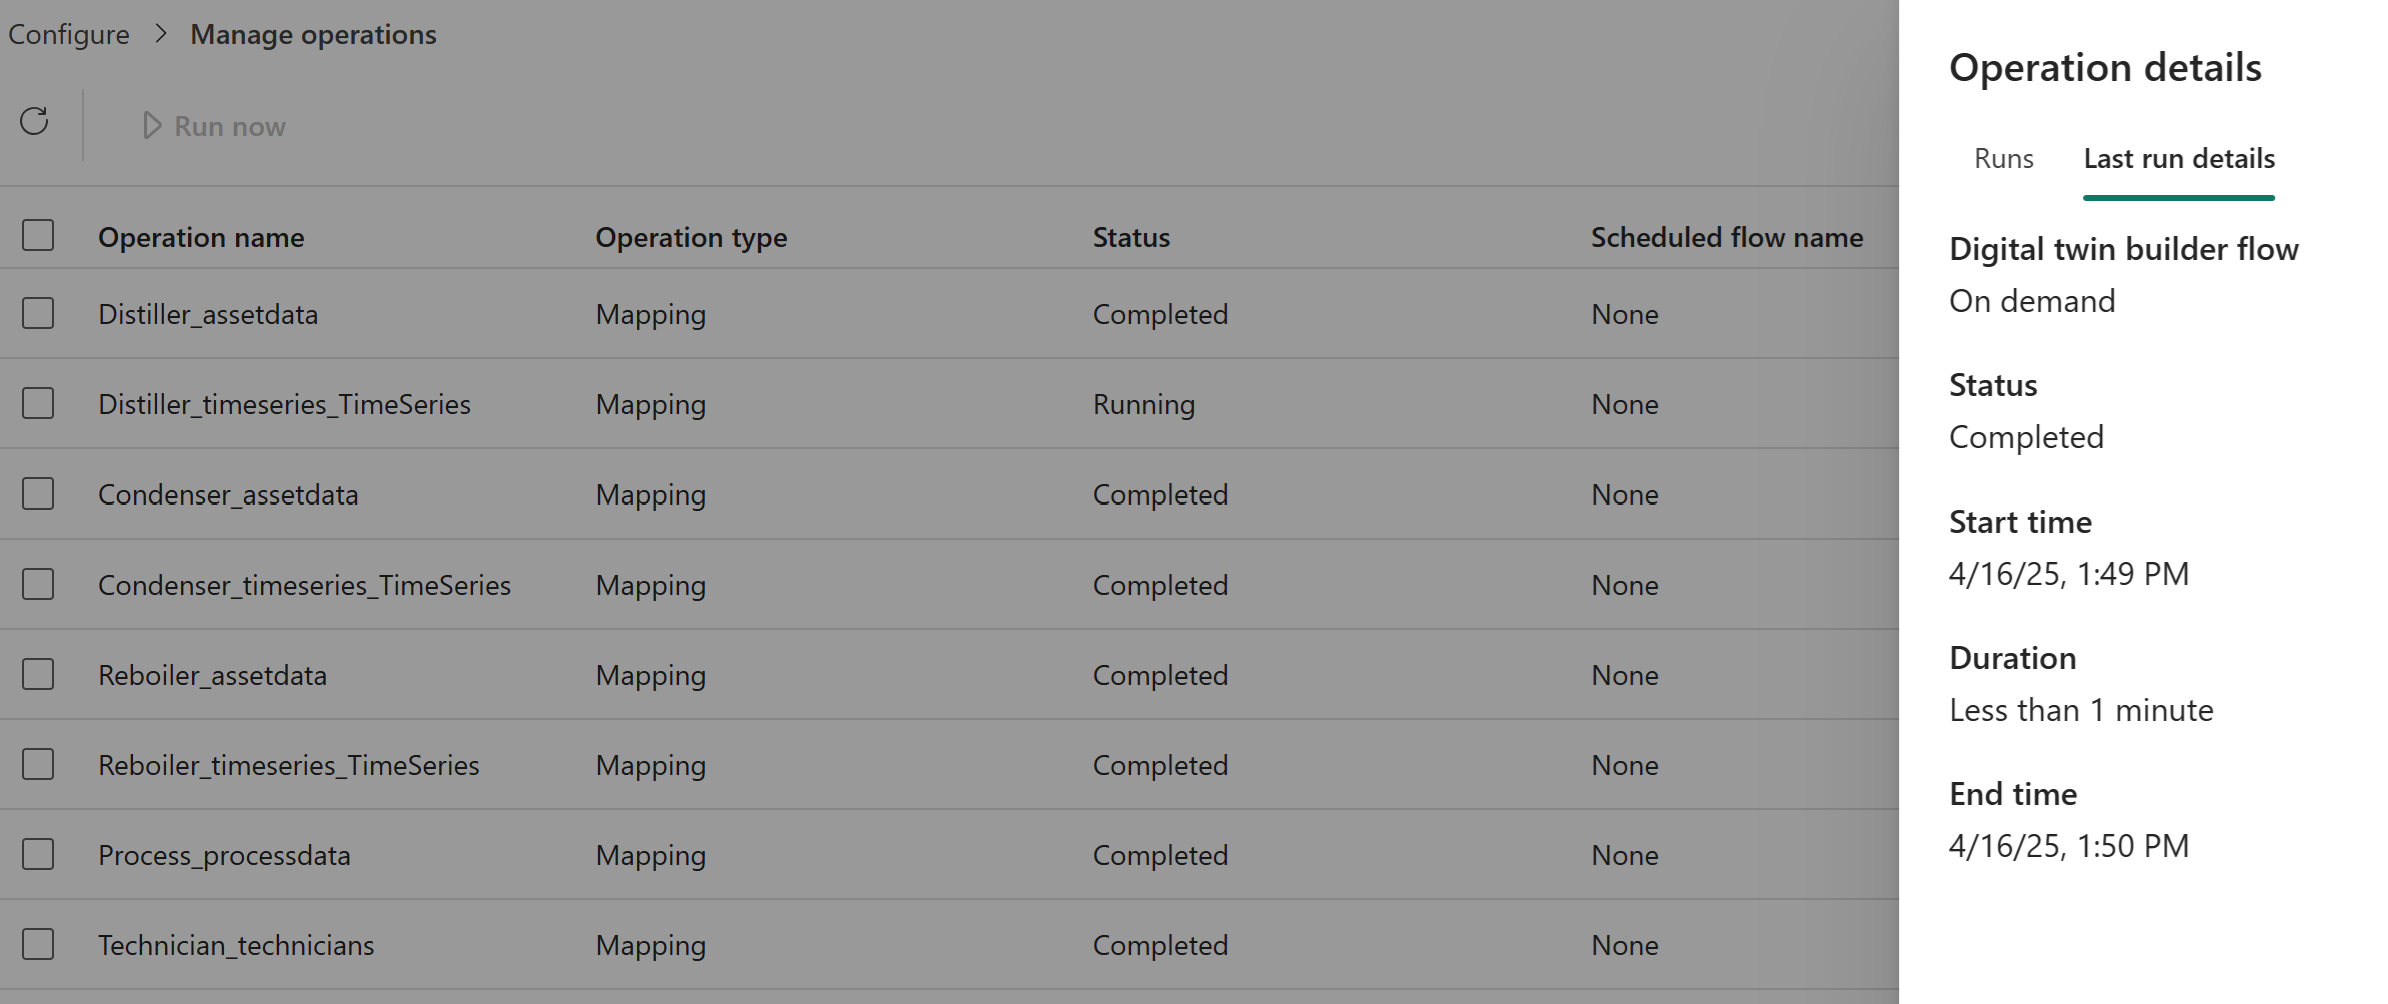 Configure > Manage operations
Run now
Operation name Operation type Status Scheduled flow name
Distiller_assetdata Mapping Completed None
Distiller_timeseries_TimeSeries Mapping Running None
Condenser_assetdata Mapping Completed None
Condenser_timeseries_TimeSeries Mapping Completed None
Reboiler_assetdata Mapping Completed None
Reboiler_timeseries_TimeSeries Mapping Completed None
Process_processdata Mapping Completed None
Technician_technicians Mapping Completed None
Operation details
Runs Last run details
Digital twin builder flow
On demand
Status
Completed
Start time
4/16/25, 1:49 PM
Duration
Less than 1 minute
End time
4/16/25, 1:50 PM